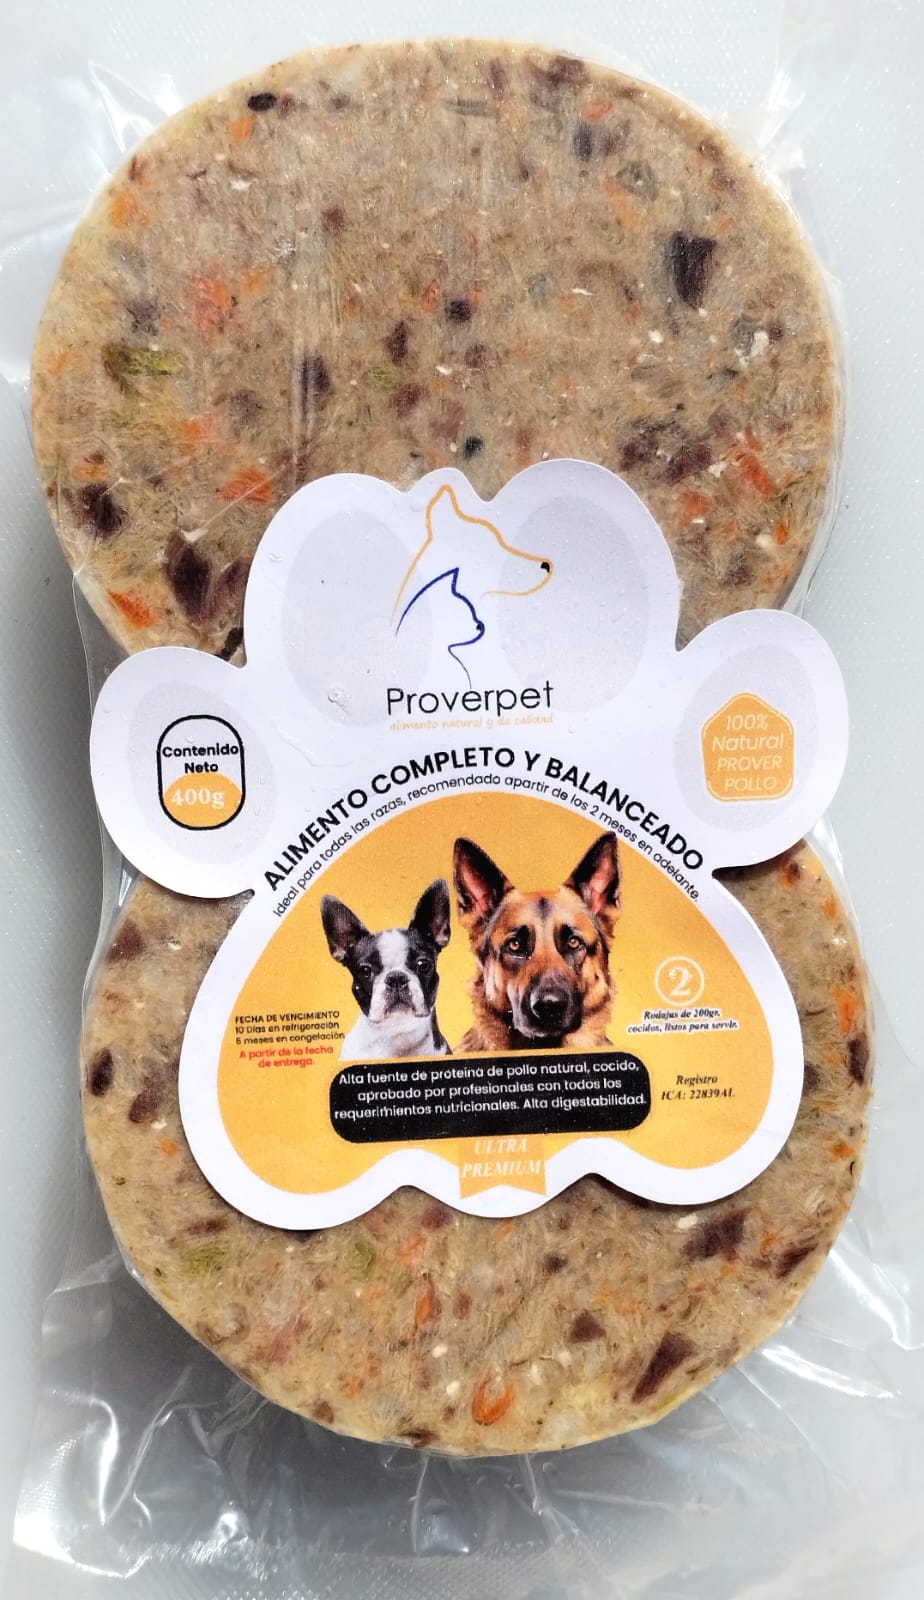 Proverpet
alimento natural y de calidad
Contenido
Neto
400g
100%
Natural
PROVER
POLLO
ALIMENTO COMPLETO Y BALANCEADO
Ideal para todas las razas, recomendado apartir de los 2 meses en adelante.
FECHA DE VENCIMIENTO
10 Días en refrigeración
6 meses en congelación
A partir de la fecha
de entrega.
2
Rodajas de 200gr.
cocidos, listos para servir.
Alta fuente de proteína de pollo natural, cocido,
aprobado por profesionales con todos los
requerimientos nutricionales. Alta digestabilidad.
Registro
ICA: 22839AL
ULTRA
PREMIUM